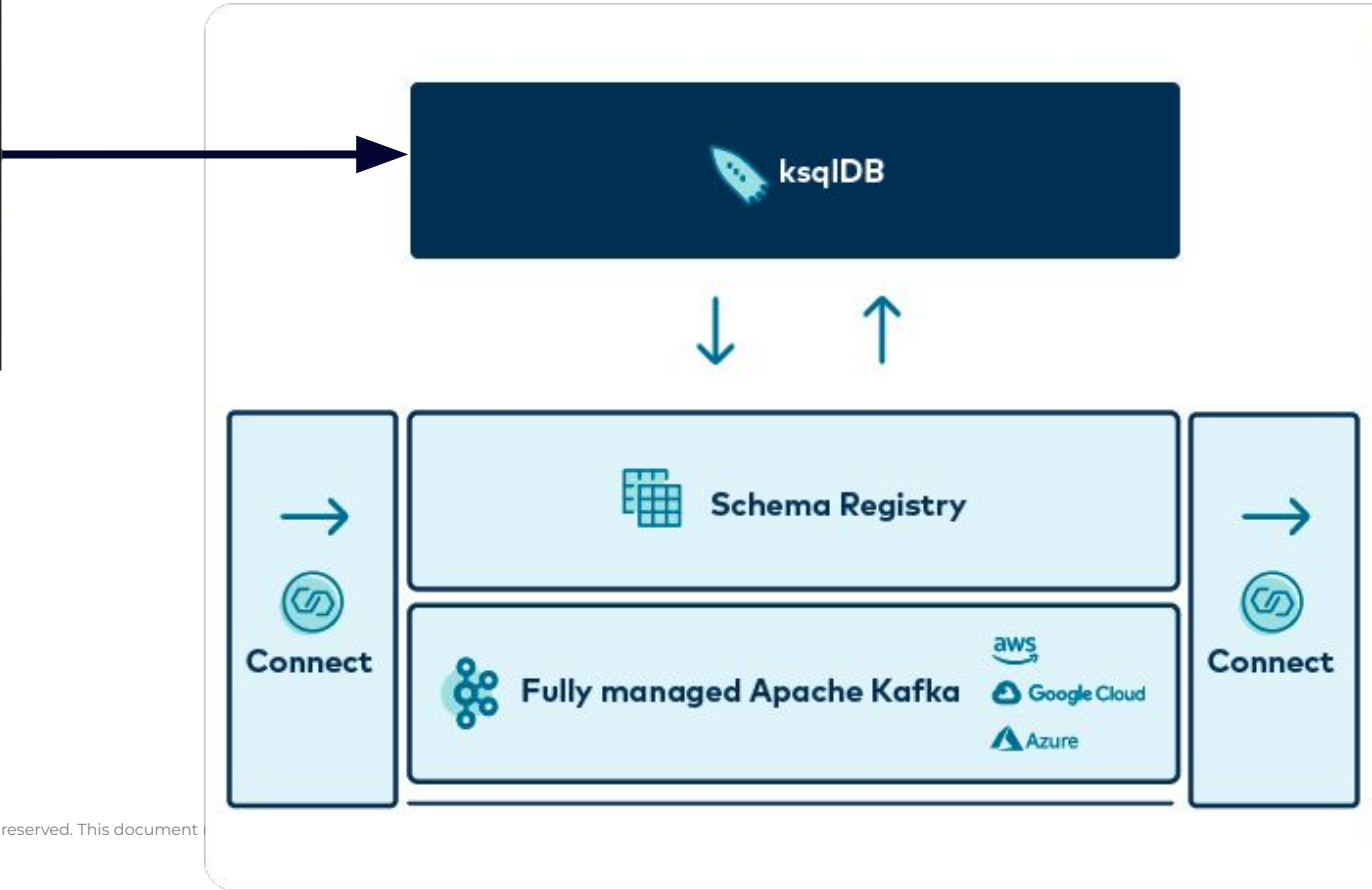 ksqlDB
Schema Registry
Connect
Fully managed Apache Kafka
aws
Google Cloud
Azure
Connect
reserved. This document